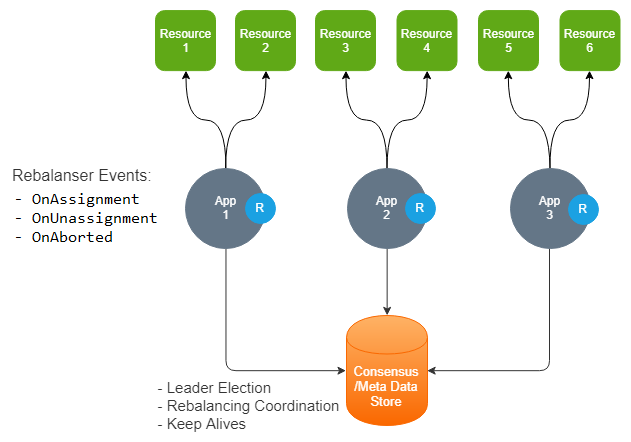 Resource
1
Resource
2
Resource
3
Resource
4
Resource
5
Resource
6
Rebalanser Events:
- OnAssignment
- OnUnassignment
- OnAborted
App
1
R
App
2
R
App
3
R
Consensus
/Meta Data
Store
- Leader Election
- Rebalancing Coordination
- Keep Alives